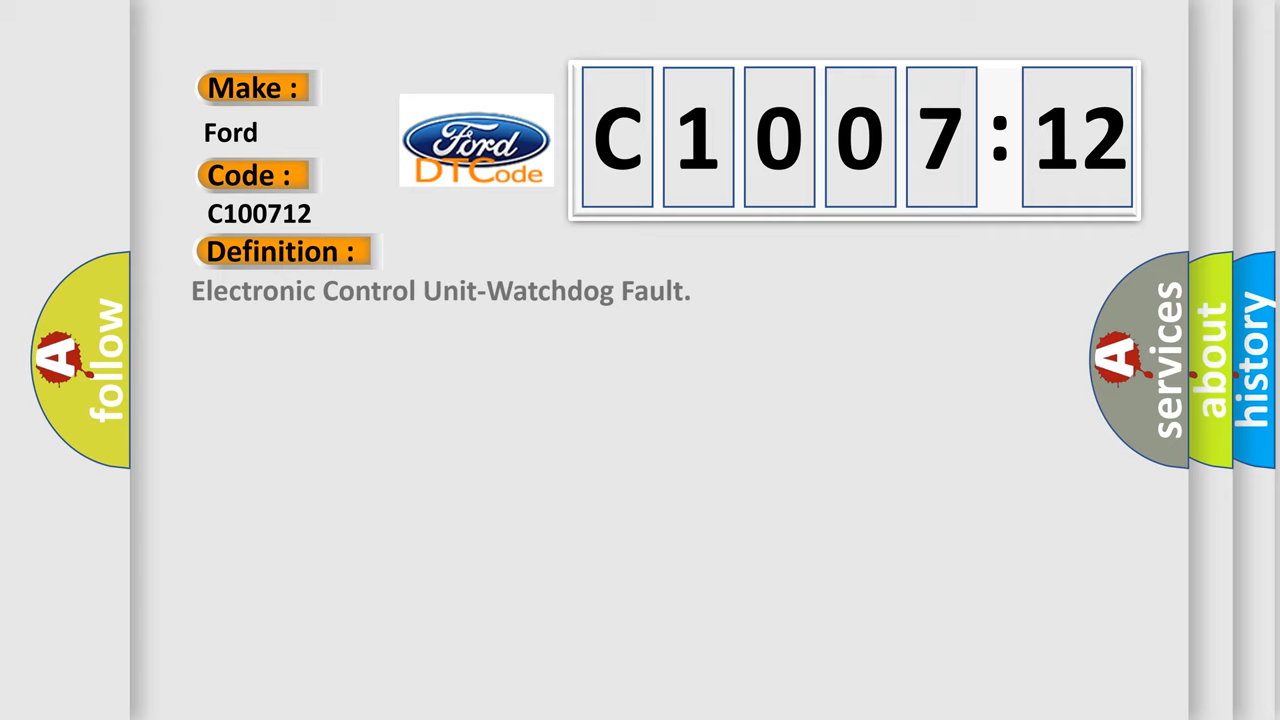 Make :
Ford
Code :
C100712
Definition :
Electronic Control Unit-Watchdog Fault.
Ford
DTCode
C 1 0 0 7 : 12
A follow
A services
about
history